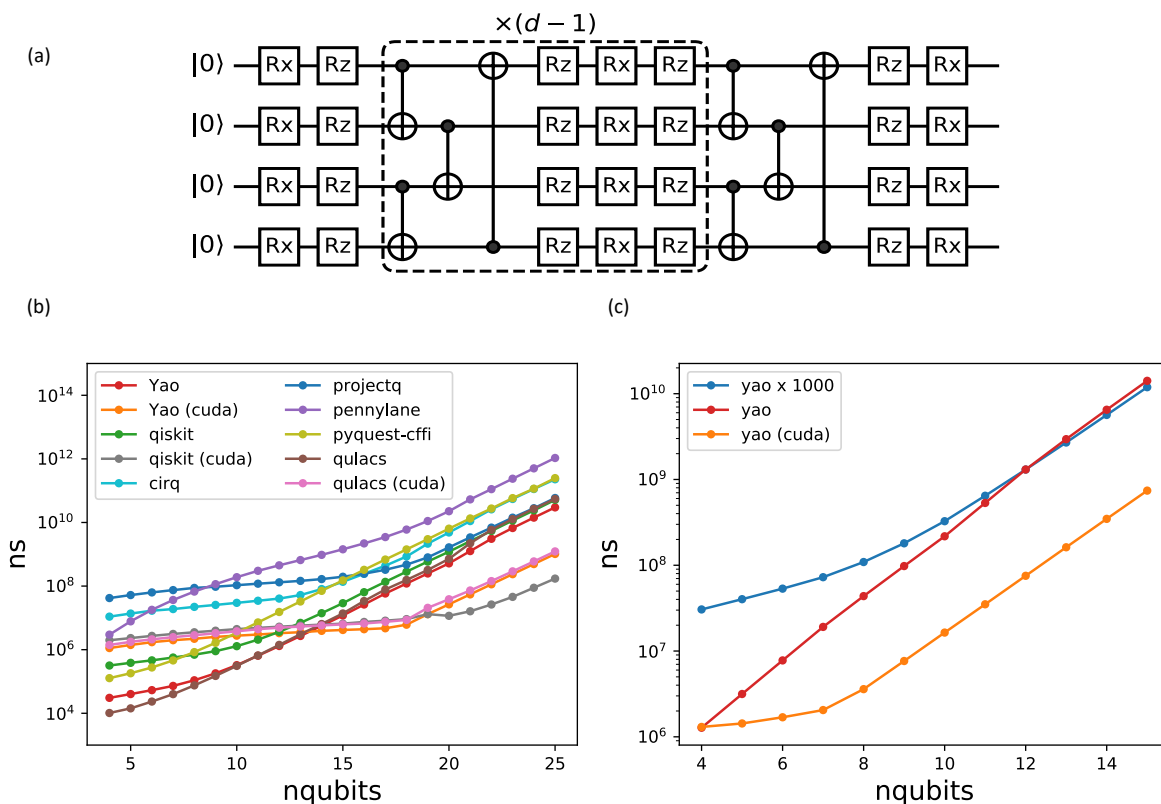 (a)
×(d − 1)
|0⟩ Rx Rz Rz Rx Rz Rz Rx
|0⟩ Rx Rz Rz Rx Rz Rz Rx
|0⟩ Rx Rz Rz Rx Rz Rz Rx
|0⟩ Rx Rz Rz Rx Rz Rz Rx
(b)
10^14
10^12
10^10
10^8
10^6
10^4
ns
Yao
Yao (cuda)
qiskit
qiskit (cuda)
cirq
projectq
pennylane
pyquest-cffi
qulacs
qulacs (cuda)
5 10 15 20 25
nqubits
(c)
10^10
10^9
10^8
10^7
10^6
ns
yao x 1000
yao
yao (cuda)
4 6 8 10 12 14
nqubits